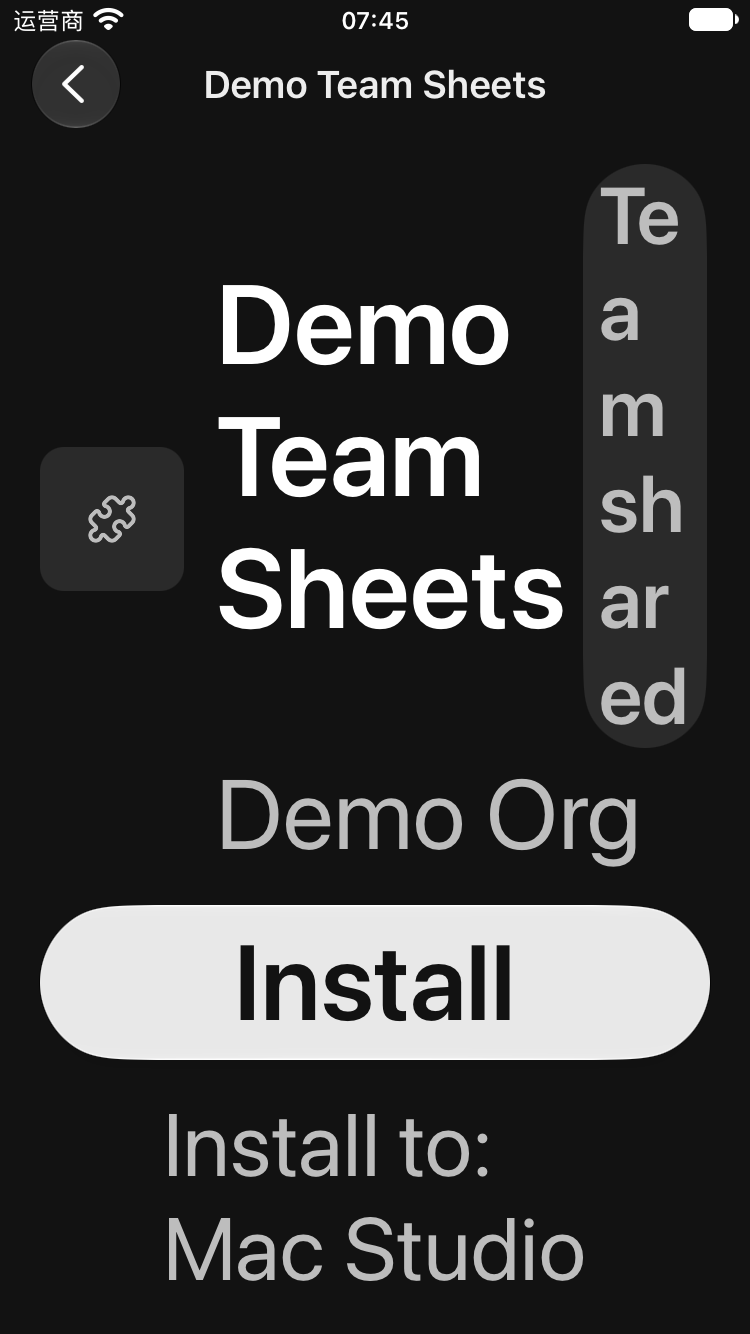 运营商
07:45
Demo Team Sheets
Demo
Team
Sheets
Te
a
m
sh
ar
ed
Demo Org
Install
Install to:
Mac Studio